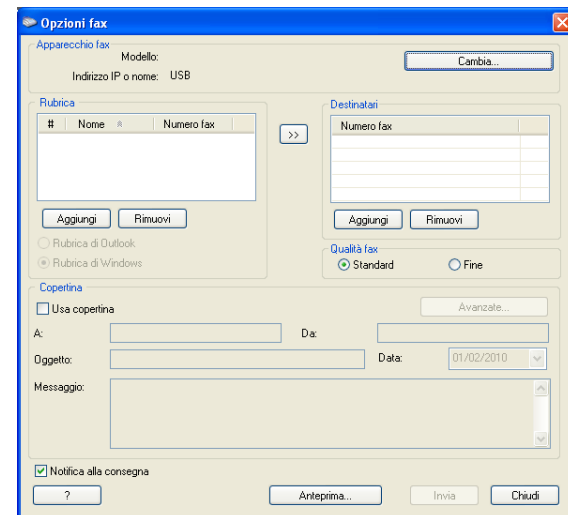 Opzioni fax
Apparecchio fax
Modello:
Indirizzo IP o nome: USB
Cambia...
Rubrica
# Nome Numero fax
>>
Aggiungi Rimuovi
Rubrica di Outlook
Rubrica di Windows
Destinatari
Numero fax
Aggiungi Rimuovi
Qualità fax
Standard Fine
Copertina
Usa copertina Avanzate...
A: Da:
Oggetto: Data: 01/02/2010
Messaggio:
Notifica alla consegna
? Anteprima... Invia Chiudi